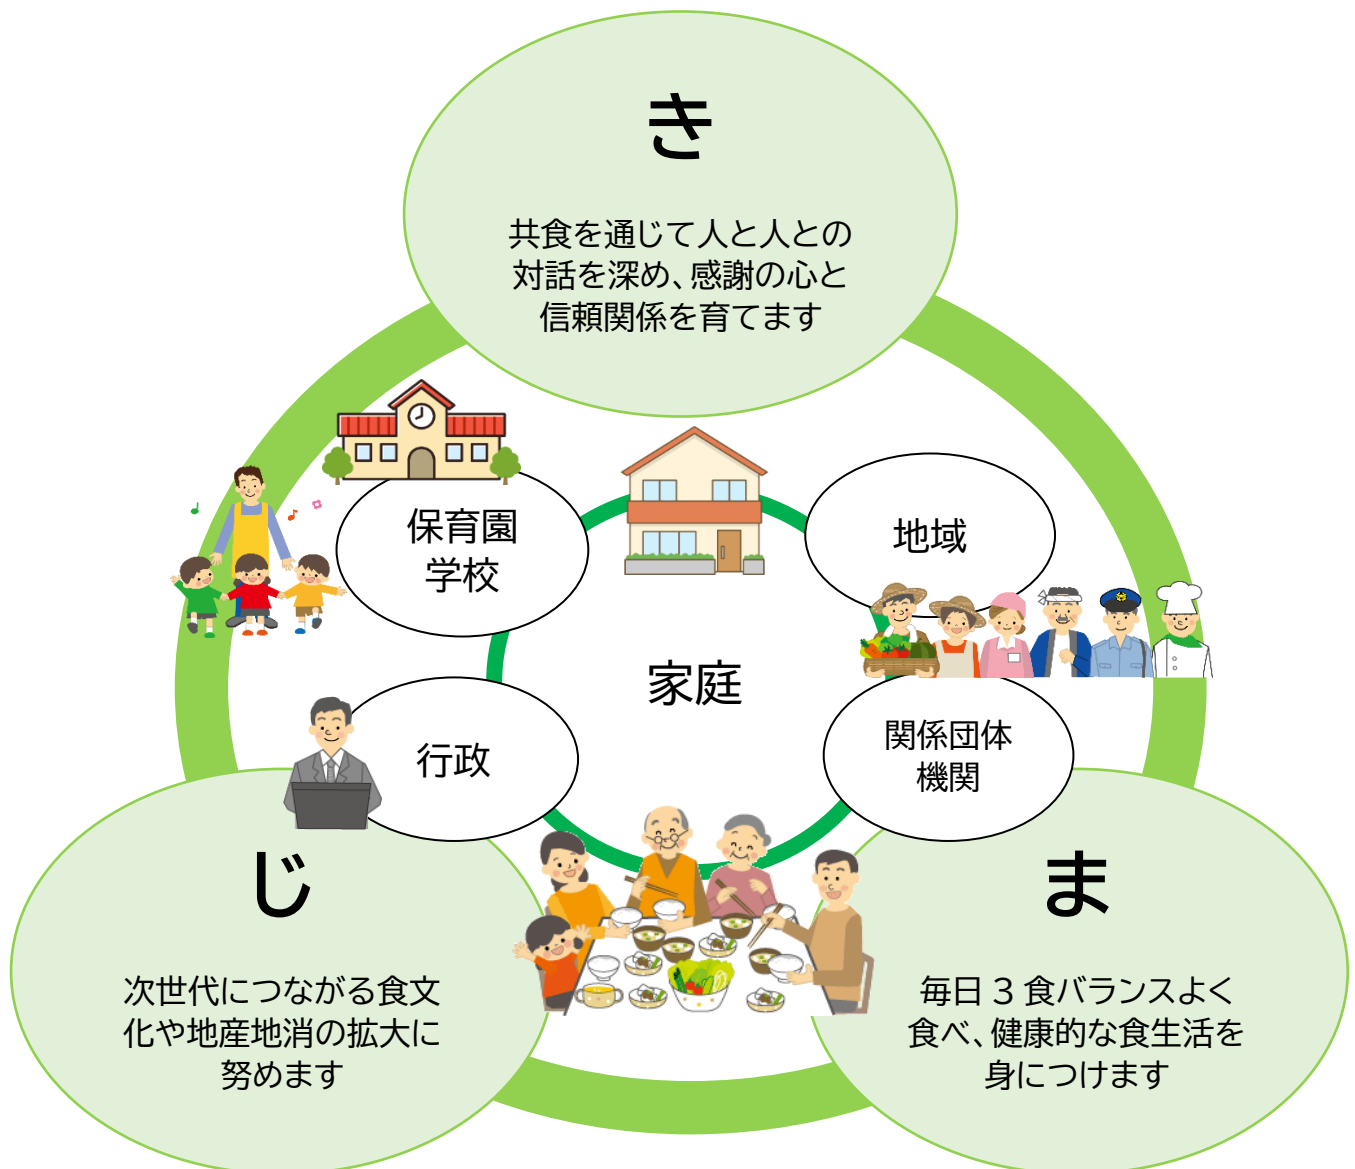 き
共食を通じて人と人との
対話を深め、感謝の心と
信頼関係を育てます
保育園
学校
地域
家庭
行政
関係団体
機関
じ
次世代につながる食文
化や地産地消の拡大に
努めます
ま
毎日 3 食バランスよく
食べ、健康的な食生活を
身につけます